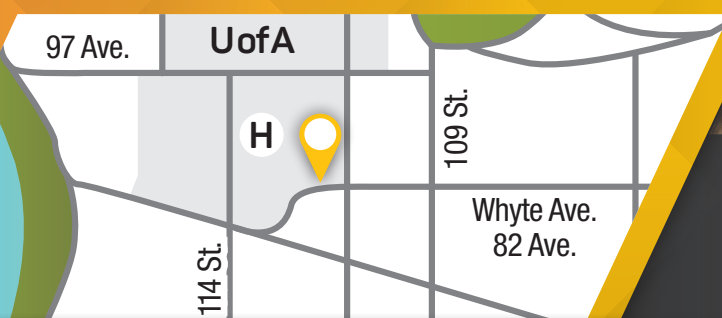 97 Ave.
UofA
H
109 St.
Whyte Ave.
82 Ave.
114 St.